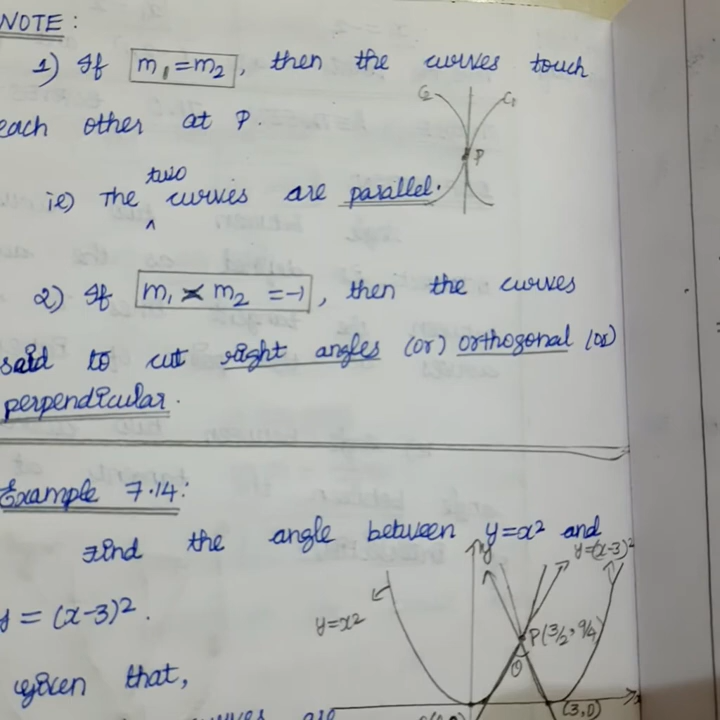 NOTE :
1) If m₁ = m₂ , then the curves touch
each other at P.
C₂ C₁
P
ie) The two curves are parallel.
2) If m₁ × m₂ = -1 , then the curves
said to cut right angles (or) orthogonal (or)
perpendicular.
Example 7.14:
Find the angle between y = x² and
y = (x-3)².
y
y=(x-3)²
y=x²
P(3/2, 9/4)
θ
Given that,
x
(3,0)
curves are